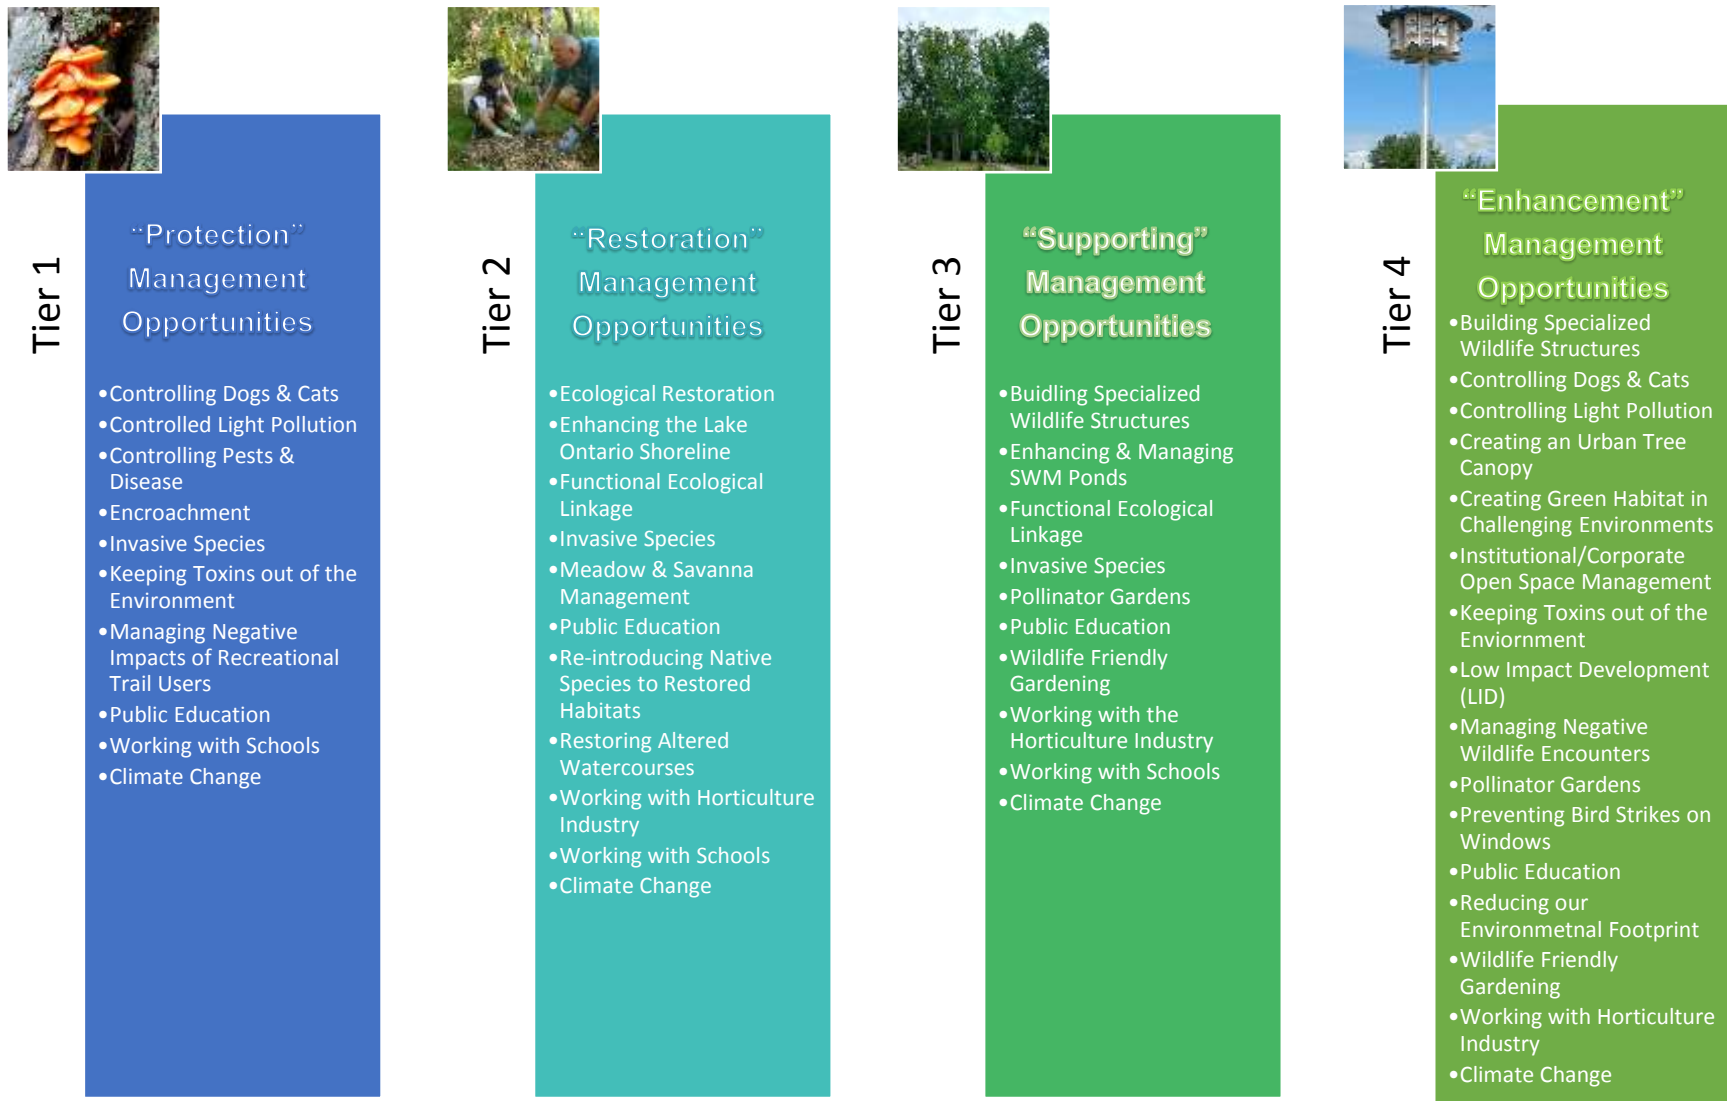 Tier 1
“Protection”
Management
Opportunities
•Controlling Dogs & Cats
•Controlled Light Pollution
•Controlling Pests &
Disease
•Encroachment
•Invasive Species
•Keeping Toxins out of the
Environment
•Managing Negative
Impacts of Recreational
Trail Users
•Public Education
•Working with Schools
•Climate Change
Tier 2
“Restoration”
Management
Opportunities
•Ecological Restoration
•Enhancing the Lake
Ontario Shoreline
•Functional Ecological
Linkage
•Invasive Species
•Meadow & Savanna
Management
•Public Education
•Re-introducing Native
Species to Restored
Habitats
•Restoring Altered
Watercourses
•Working with Horticulture
Industry
•Working with Schools
•Climate Change
Tier 3
“Supporting”
Management
Opportunities
•Buidling Specialized
Wildlife Structures
•Enhancing & Managing
SWM Ponds
•Functional Ecological
Linkage
•Invasive Species
•Pollinator Gardens
•Public Education
•Wildlife Friendly
Gardening
•Working with the
Horticulture Industry
•Working with Schools
•Climate Change
Tier 4
“Enhancement”
Management
Opportunities
•Building Specialized
Wildlife Structures
•Controlling Dogs & Cats
•Controlling Light Pollution
•Creating an Urban Tree
Canopy
•Creating Green Habitat in
Challenging Environments
•Institutional/Corporate
Open Space Management
•Keeping Toxins out of the
Enviornment
•Low Impact Development
(LID)
•Managing Negative
Wildlife Encounters
•Pollinator Gardens
•Preventing Bird Strikes on
Windows
•Public Education
•Reducing our
Environmetnal Footprint
•Wildlife Friendly
Gardening
•Working with Horticulture
Industry
•Climate Change